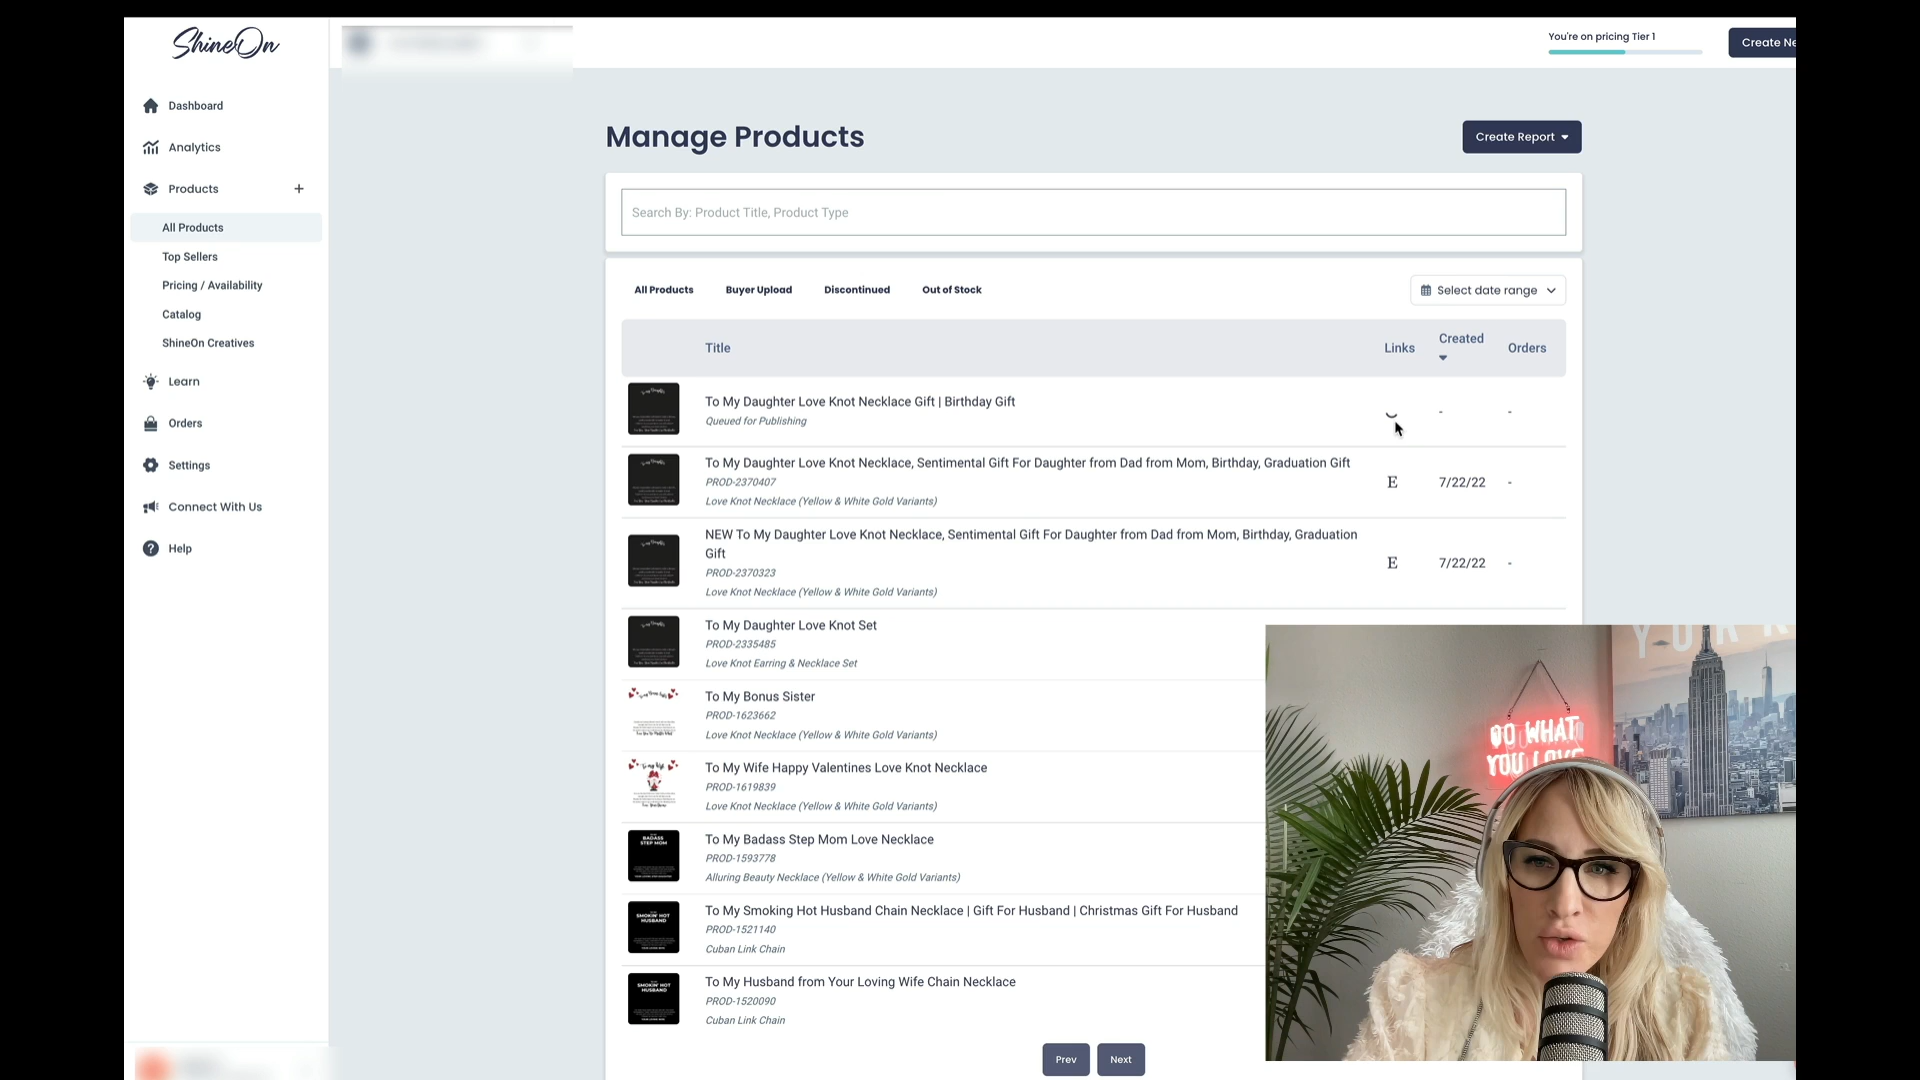 ShineOn
You're on pricing Tier 1
Create Ne
Dashboard
Analytics
Products
All Products
Top Sellers
Pricing / Availability
Catalog
ShineOn Creatives
Learn
Orders
Settings
Connect With Us
Help
Manage Products
Create Report
Search By: Product Title, Product Type
All Products Buyer Upload Discontinued Out of Stock
Select date range
Title Links Created Orders
To My Daughter Love Knot Necklace Gift | Birthday Gift
Queued for Publishing
- -
To My Daughter Love Knot Necklace, Sentimental Gift For Daughter from Dad from Mom, Birthday, Graduation Gift
PROD-2370407
Love Knot Necklace (Yellow & White Gold Variants)
E 7/22/22 -
NEW To My Daughter Love Knot Necklace, Sentimental Gift For Daughter from Dad from Mom, Birthday, Graduation
Gift
PROD-2370323
Love Knot Necklace (Yellow & White Gold Variants)
E 7/22/22 -
To My Daughter Love Knot Set
PROD-2335485
Love Knot Earring & Necklace Set
To My Bonus Sister
PROD-1623662
Love Knot Necklace (Yellow & White Gold Variants)
To My Wife Happy Valentines Love Knot Necklace
PROD-1619839
Love Knot Necklace (Yellow & White Gold Variants)
BADASS
STEP MOM
To My Badass Step Mom Love Necklace
PROD-1593778
Alluring Beauty Necklace (Yellow & White Gold Variants)
SMOKIN' HOT
HUSBAND
To My Smoking Hot Husband Chain Necklace | Gift For Husband | Christmas Gift For Husband
PROD-1521140
Cuban Link Chain
SMOKIN' HOT
HUSBAND
To My Husband from Your Loving Wife Chain Necklace
PROD-1520090
Cuban Link Chain
Prev Next
DO WHAT
YOU LOVE